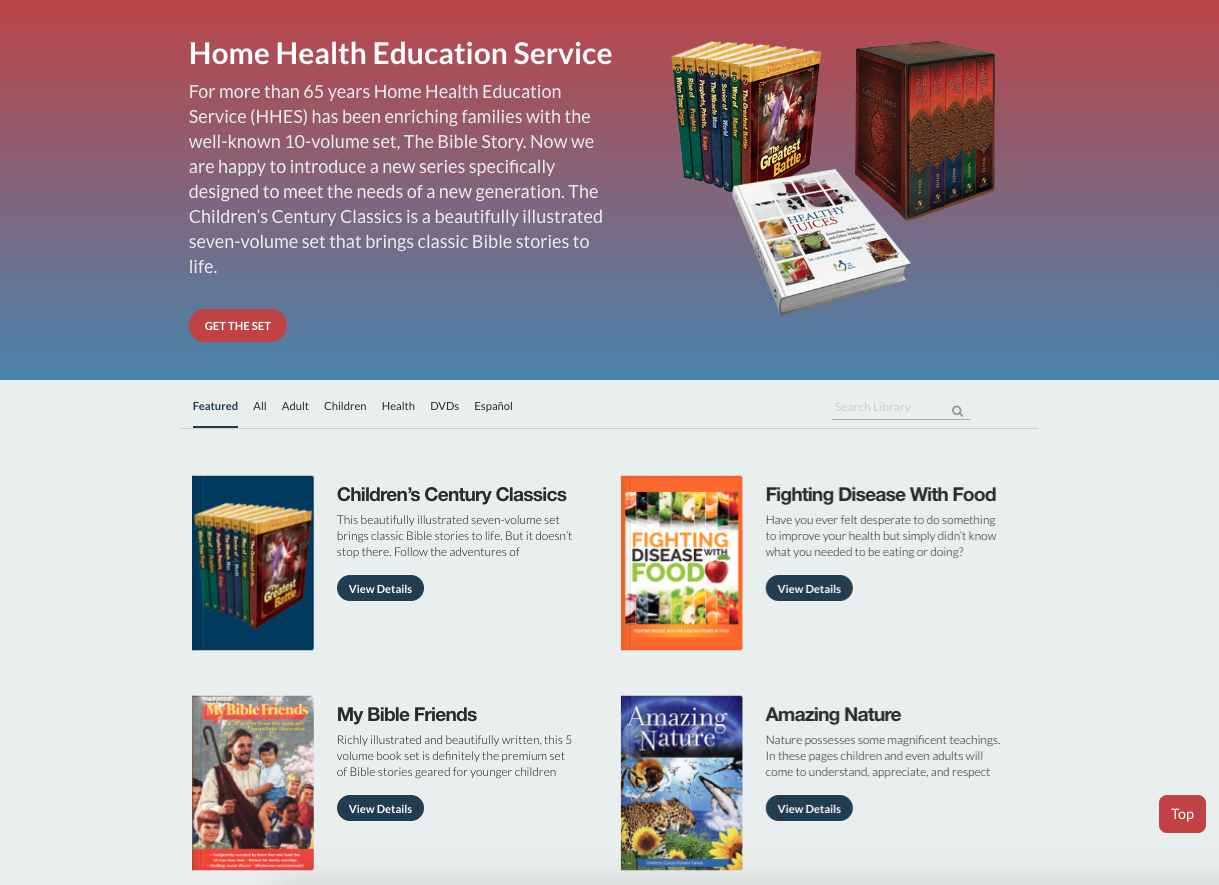 Home Health Education Service
For more than 65 years Home Health Education
Service (HHES) has been enriching families with the
well-known 10-volume set, The Bible Story. Now we
are happy to introduce a new series specifically
designed to meet the needs of a new generation. The
Children’s Century Classics is a beautifully illustrated
seven-volume set that brings classic Bible stories to
life.
GET THE SET
The
Greatest
Battle
HEALTHY
JUICES
Featured All Adult Children Health DVDs Español
Search Library
Children’s Century Classics
This beautifully illustrated seven-volume set
brings classic Bible stories to life. But it doesn’t
stop there. Follow the adventures of
View Details
The
Greatest
Battle
Fighting Disease With Food
Have you ever felt desperate to do something
to improve your health but simply didn’t know
what you needed to be eating or doing?
View Details
FIGHTING
DISEASE WITH
FOOD
My Bible Friends
Richly illustrated and beautifully written, this 5
volume book set is definitely the premium set
of Bible stories geared for younger children
View Details
My Bible Friends
Amazing Nature
Nature possesses some magnificent teachings.
In these pages children and even adults will
come to understand, appreciate, and respect
View Details
Amazing
Nature
Top